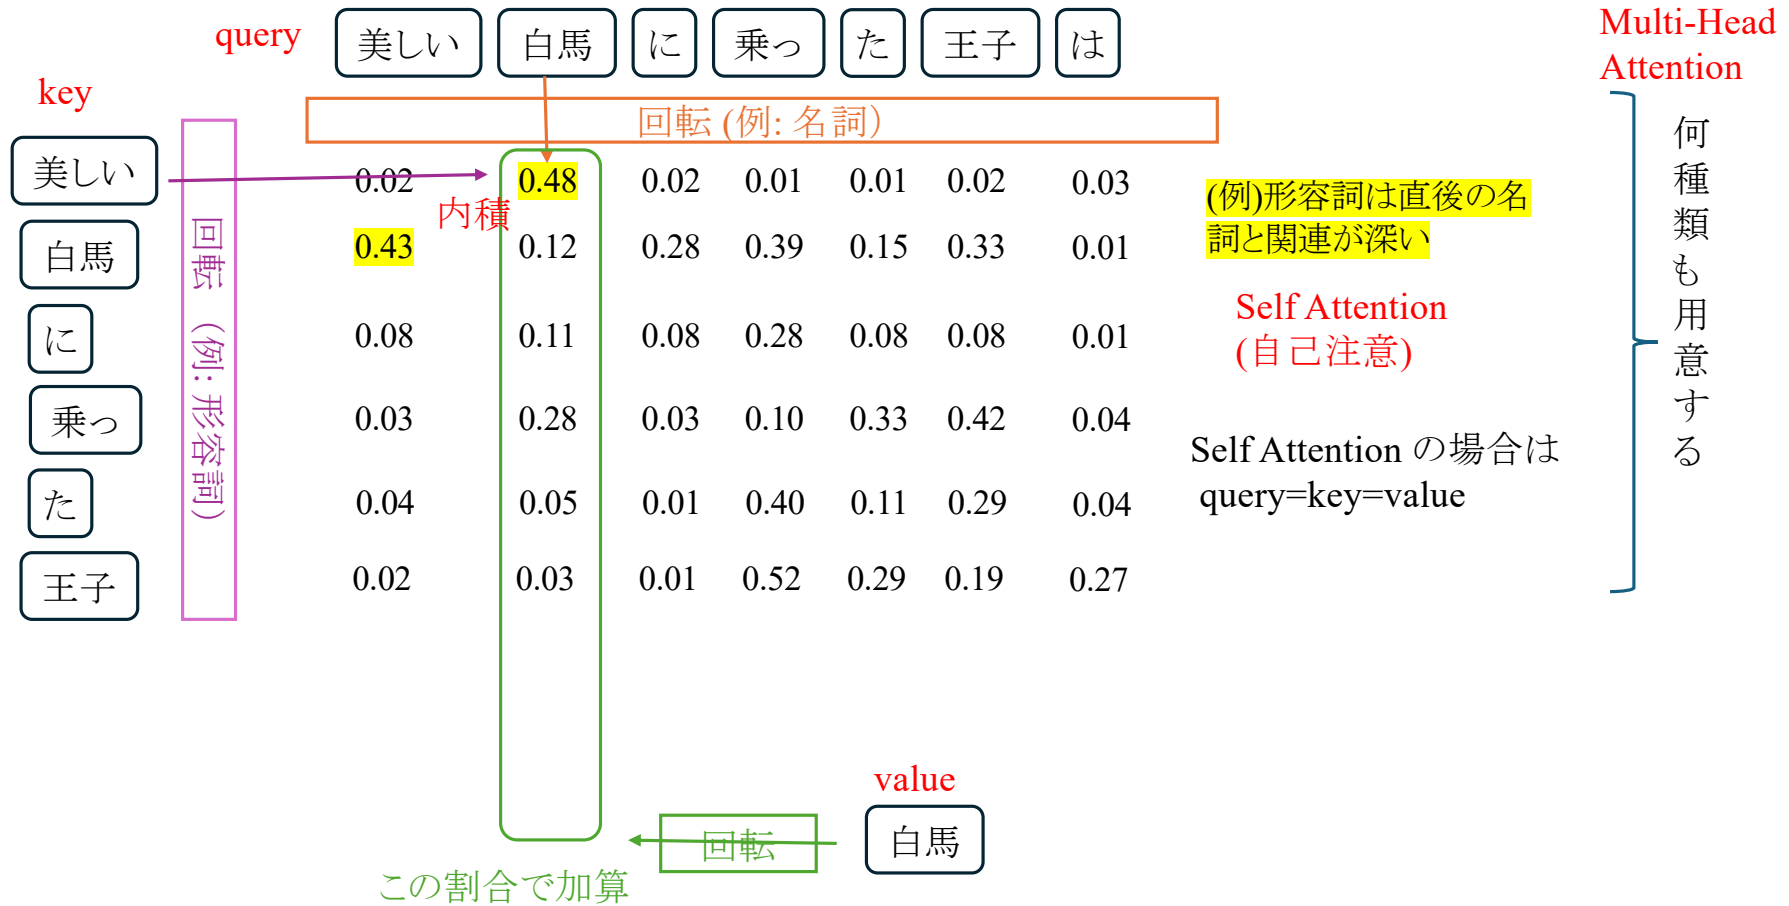 query
美しい 白馬 に 乗っ た 王子 は
Multi-Head
Attention
key
回転 (例: 名詞)
美しい
0.02 0.48 0.02 0.01 0.01 0.02 0.03
内積
白馬
0.43 0.12 0.28 0.39 0.15 0.33 0.01
に
0.08 0.11 0.08 0.28 0.08 0.08 0.01
乗っ
0.03 0.28 0.03 0.10 0.33 0.42 0.04
た
0.04 0.05 0.01 0.40 0.11 0.29 0.04
王子
0.02 0.03 0.01 0.52 0.29 0.19 0.27
回転 (例: 形容詞)
(例)形容詞は直後の名
詞と関連が深い
Self Attention
(自己注意)
Self Attention の場合は
query=key=value
何種類も用意する
value
白馬
回転
この割合で加算